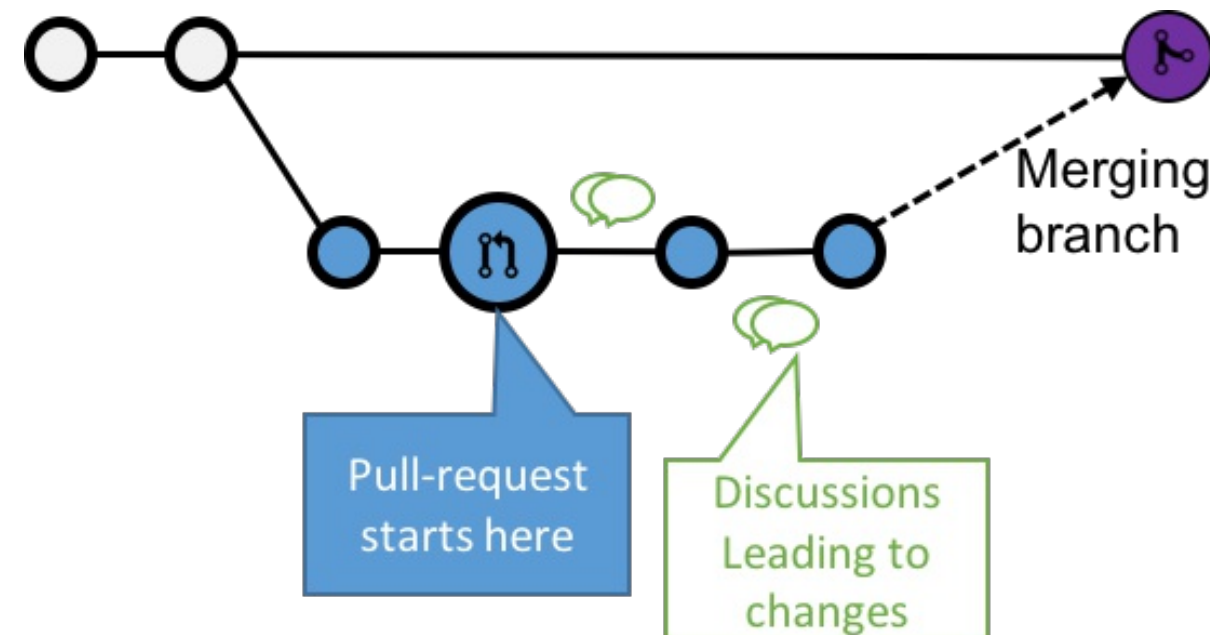 Merging
branch
Pull-request
starts here
Discussions
Leading to
changes